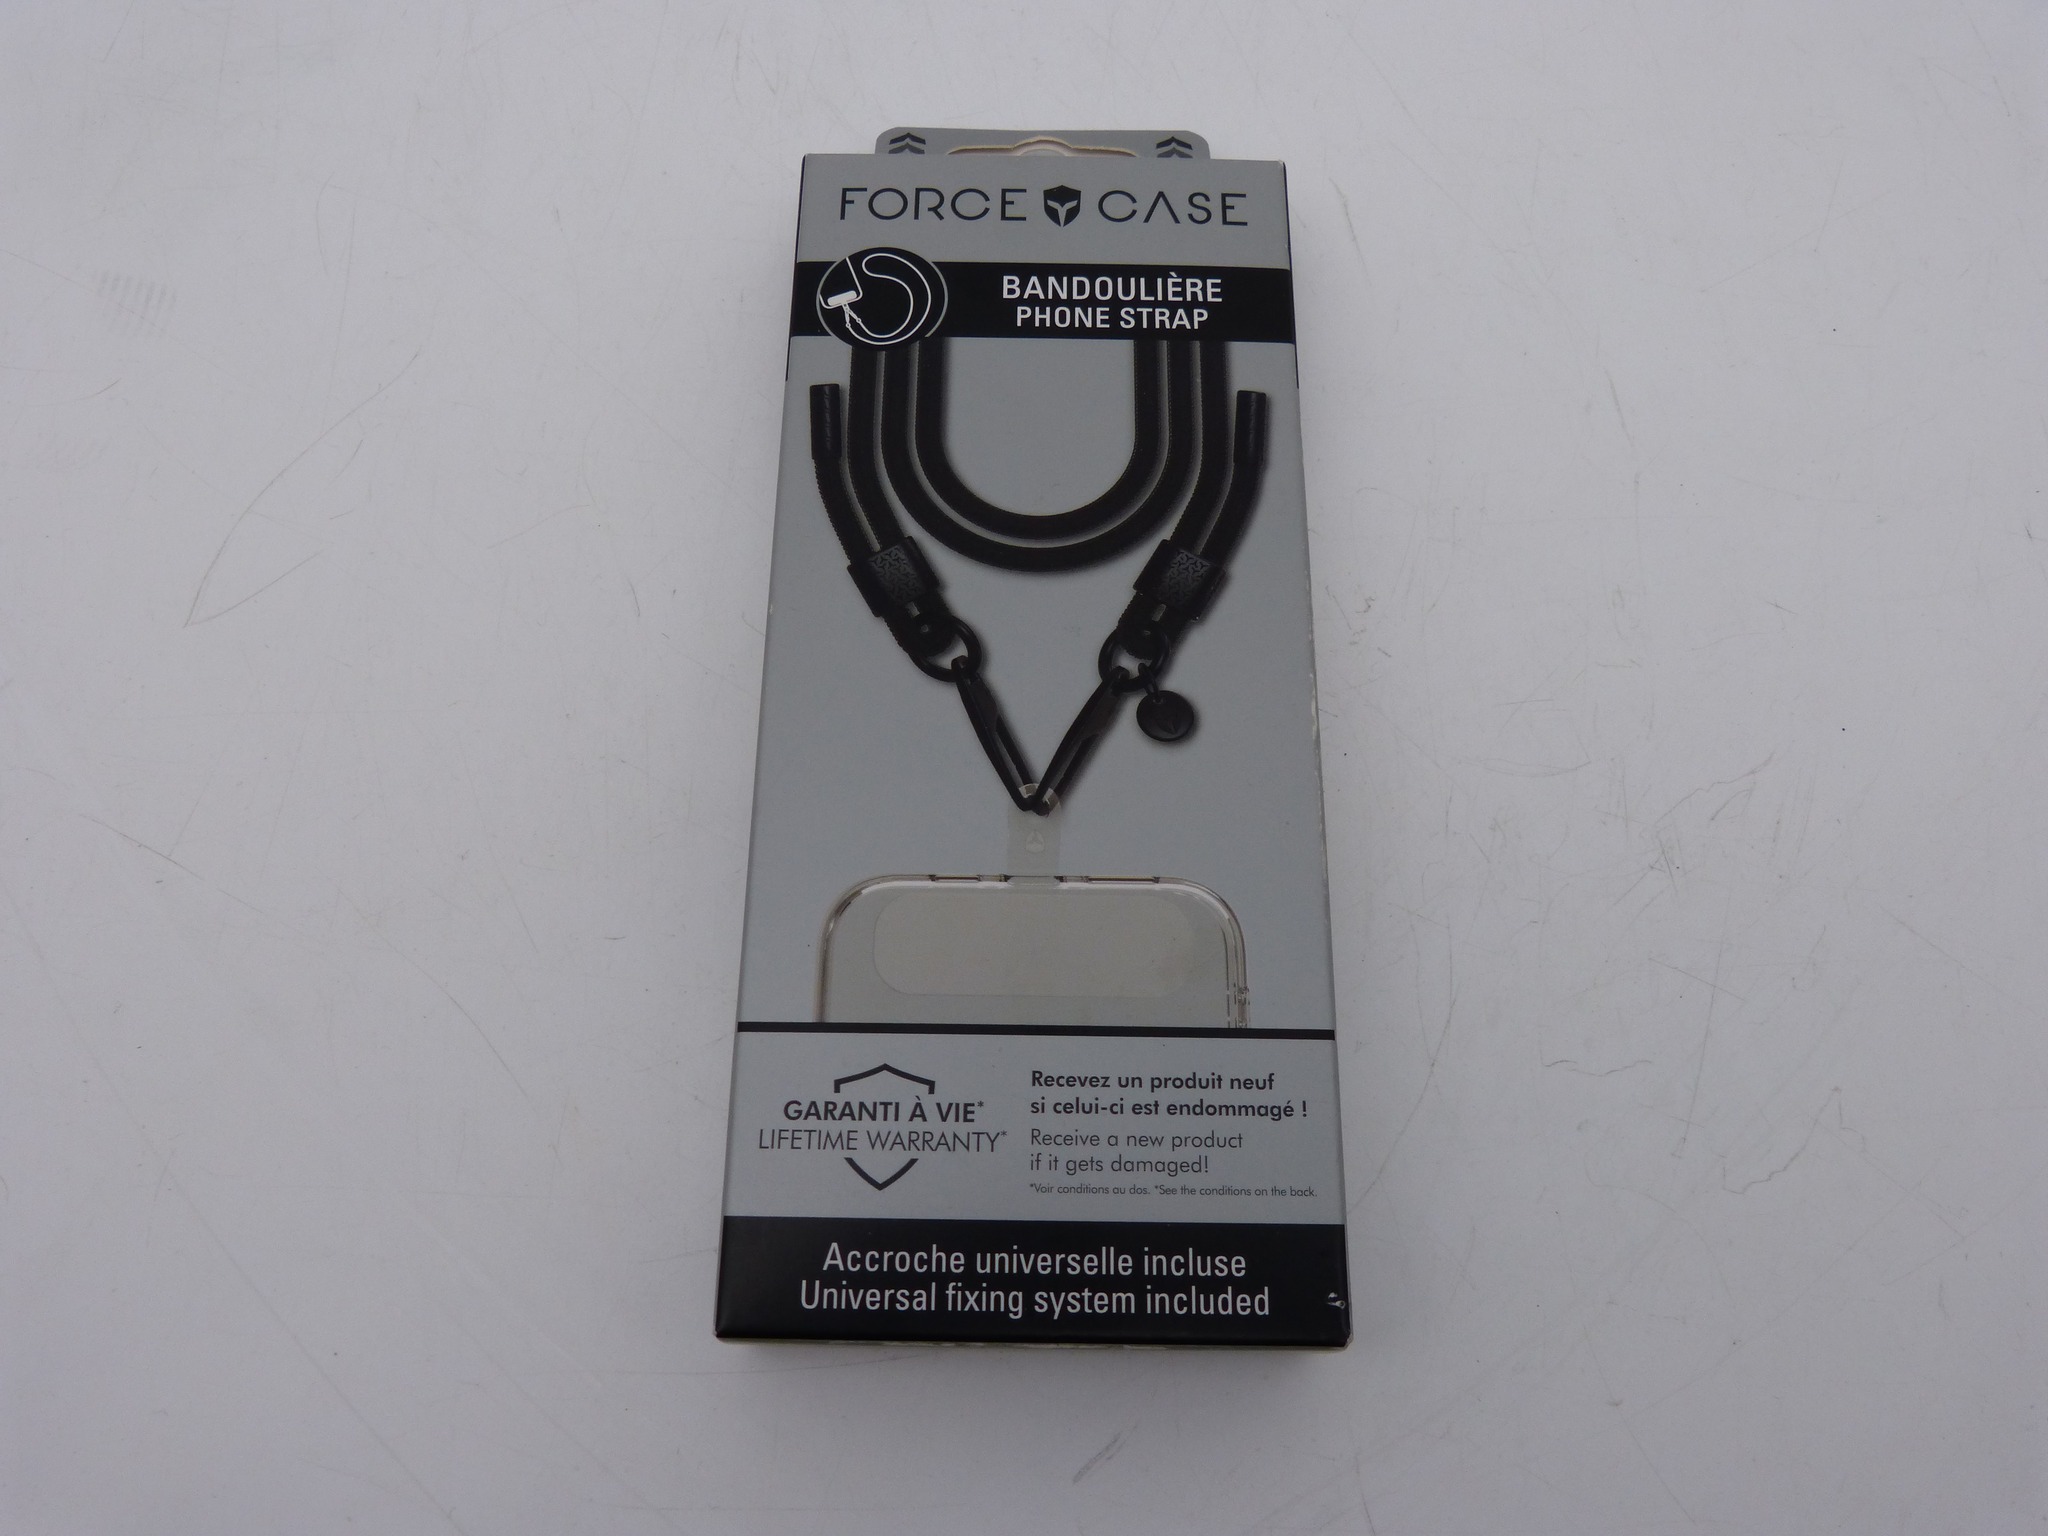 FORCE CASE
BANDOULIÈRE
PHONE STRAP
GARANTI À VIE*
LIFETIME WARRANTY*
Recevez un produit neuf
si celui-ci est endommagé !
Receive a new product
if it gets damaged!
*Voir conditions au dos. *See the conditions on the back.
Accroche universelle incluse
Universal fixing system included